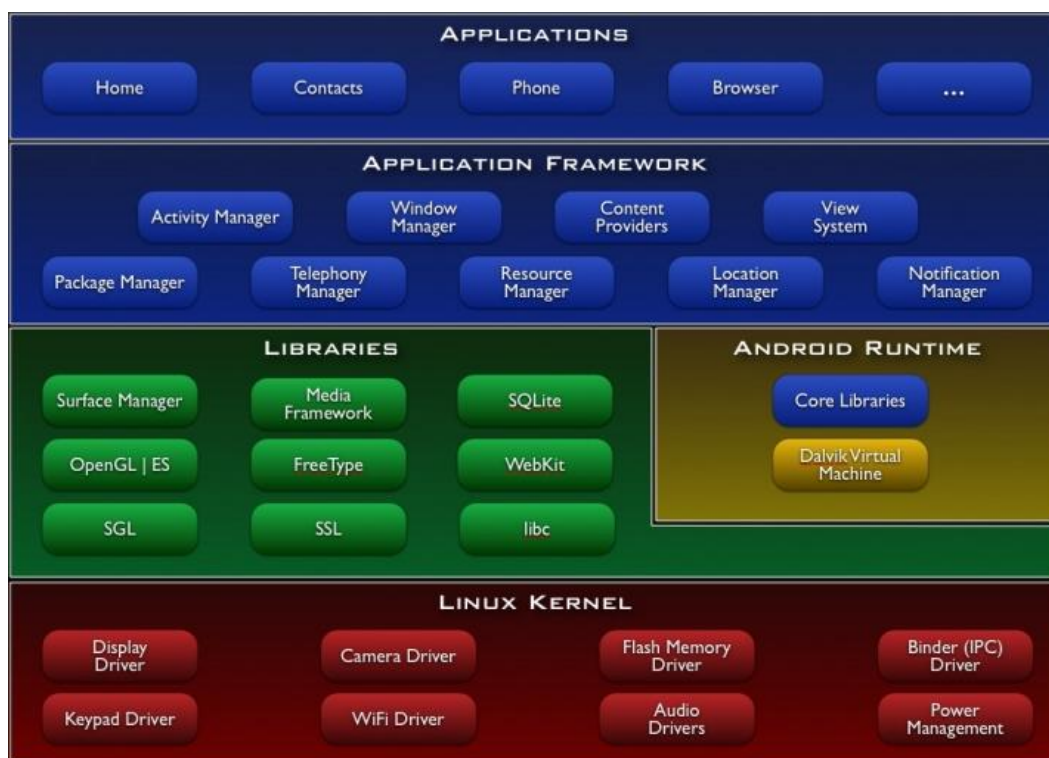 APPLICATIONS
Home
Contacts
Phone
Browser
...
APPLICATION FRAMEWORK
Activity Manager
Window
Manager
Content
Providers
View
System
Package Manager
Telephony
Manager
Resource
Manager
Location
Manager
Notification
Manager
LIBRARIES
Surface Manager
Media
Framework
SQLite
OpenGL | ES
FreeType
WebKit
SGL
SSL
libc
ANDROID RUNTIME
Core Libraries
Dalvik Virtual
Machine
LINUX KERNEL
Display
Driver
Camera Driver
Flash Memory
Driver
Binder (IPC)
Driver
Keypad Driver
WiFi Driver
Audio
Drivers
Power
Management